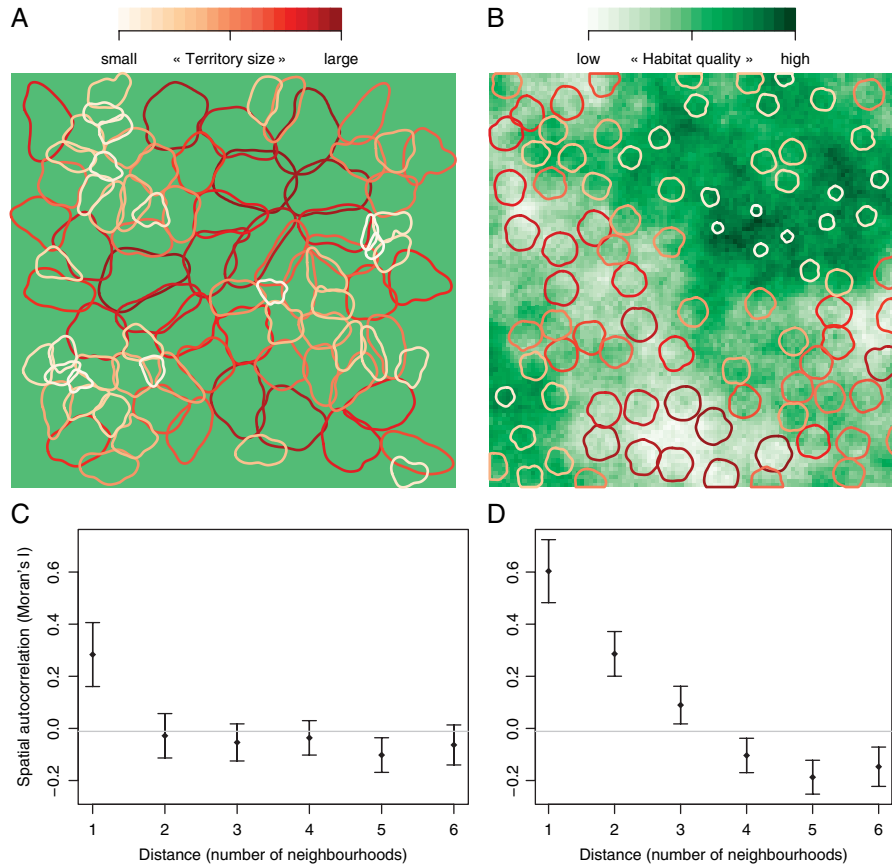 A
small « Territory size » large
B
low « Habitat quality » high
C
Spatial autocorrelation (Moran's I)
0.6
0.4
0.2
0.0
−0.2
1 2 3 4 5 6
Distance (number of neighbourhoods)
D
0.6
0.4
0.2
0.0
−0.2
1 2 3 4 5 6
Distance (number of neighbourhoods)